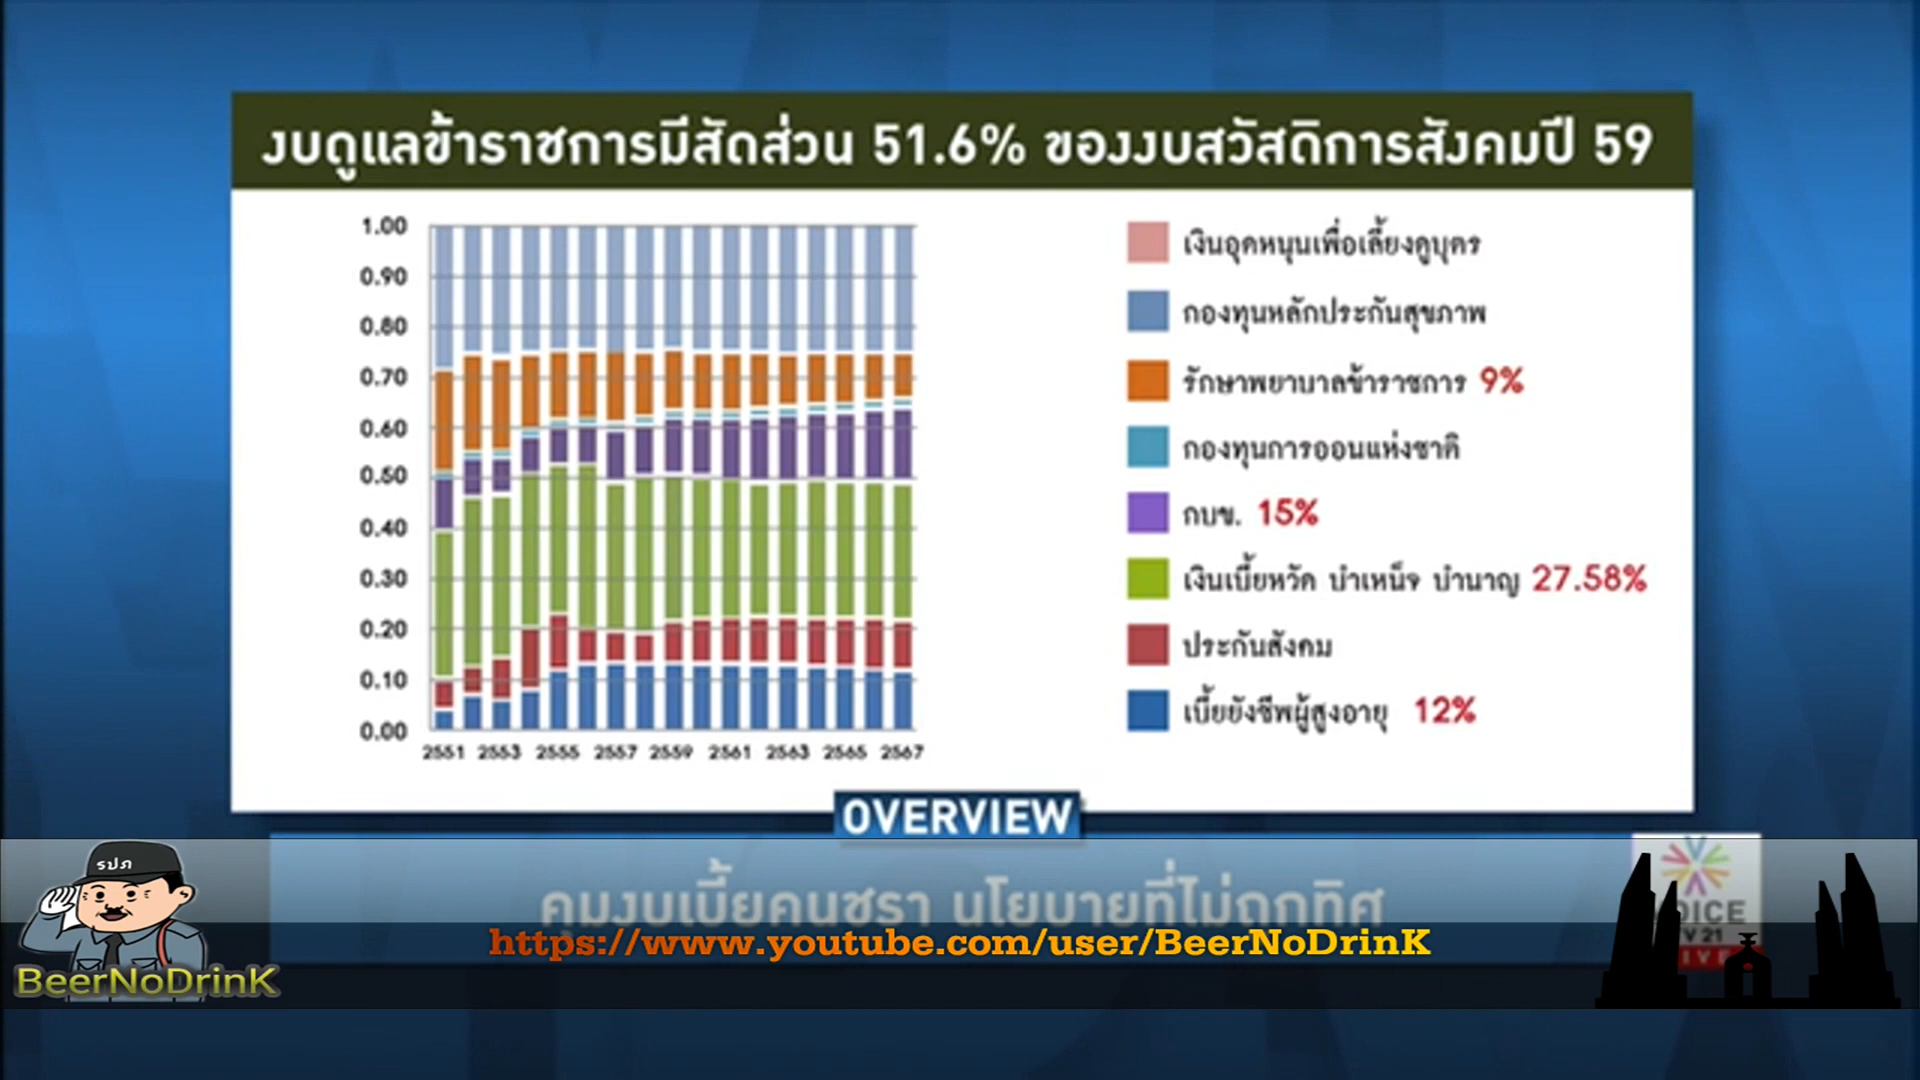 งบดูแลข้าราชการมีสัดส่วน 51.6% ของงบสวัสดิการสังคมปี 59
1.00
0.90
0.80
0.70
0.60
0.50
0.40
0.30
0.20
0.10
0.00
2551 2553 2555 2557 2559 2561 2563 2565 2567
เงินอุดหนุนเพื่อเลี้ยงดูบุตร
กองทุนหลักประกันสุขภาพ
รักษาพยาบาลข้าราชการ 9%
กองทุนการออมแห่งชาติ
กบข. 15%
เงินเบี้ยหวัด บำเหน็จ บำนาญ 27.58%
ประกันสังคม
เบี้ยยังชีพผู้สูงอายุ 12%
OVERVIEW
คุมงบเบี้ยคนชรา นโยบายที่ไม่ถูกทิศ
https://www.youtube.com/user/BeerNoDrinK
รปภ
BeerNoDrinK